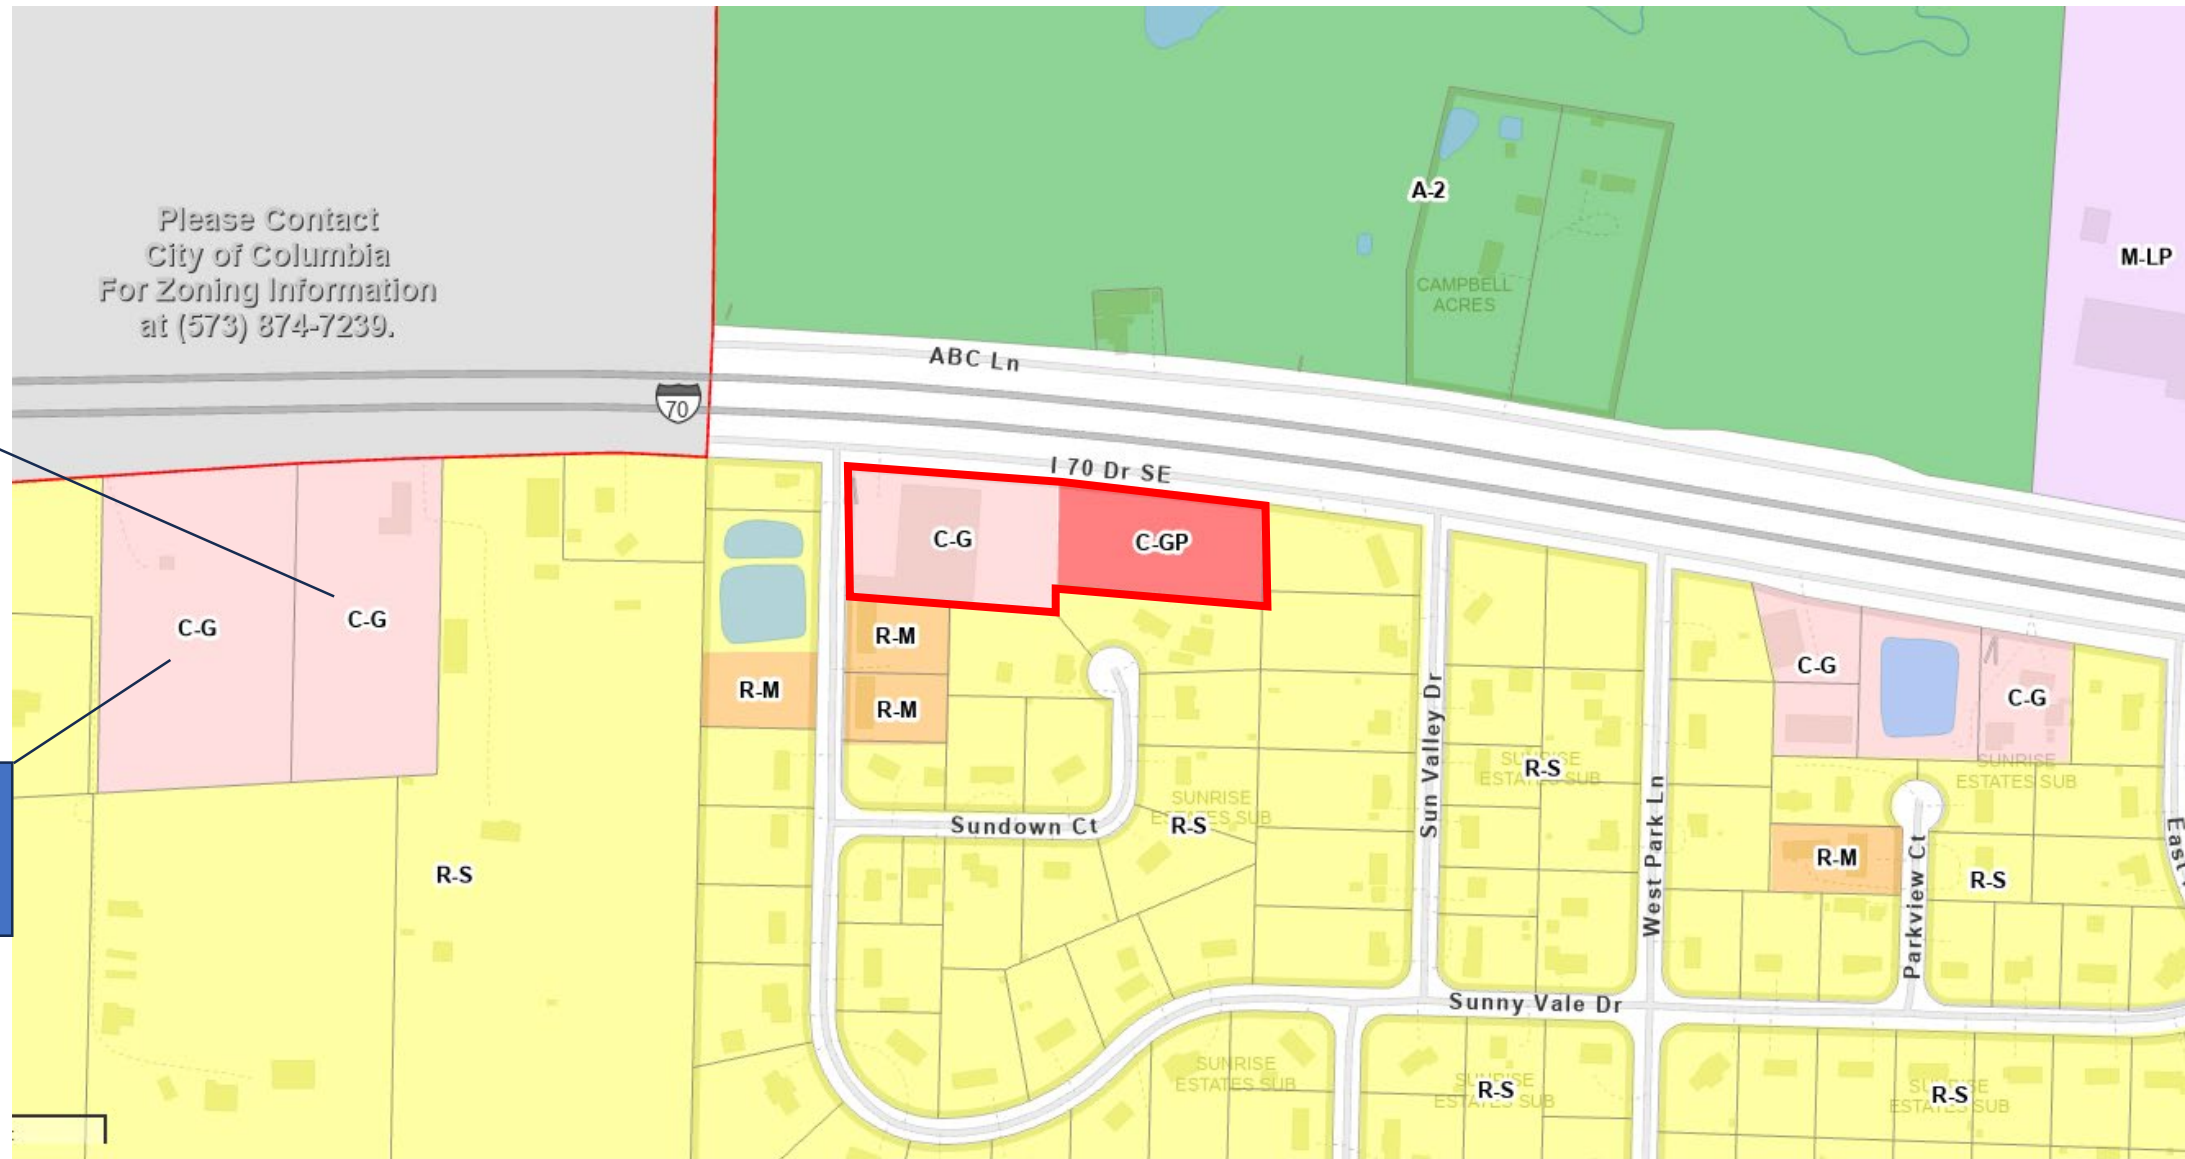 Please Contact
City of Columbia
For Zoning Information
at (573) 874-7239.
A-2
M-LP
CAMPBELL
ACRES
ABC Ln
70
I 70 Dr SE
C-G
C-GP
C-G
C-G
R-M
R-M
R-M
C-G
C-G
Sun Valley Dr
West Park Ln
SUNRISE
ESTATES SUB
R-S
SUNRISE
ESTATES SUB
SUNRISE
ESTATES SUB
R-S
Sundown Ct
R-S
R-M
Parkview Ct
R-S
East
Sunny Vale Dr
SUNRISE
ESTATES SUB
SUNRISE
ESTATES SUB
R-S
SUNRISE
ESTATES SUB
R-S